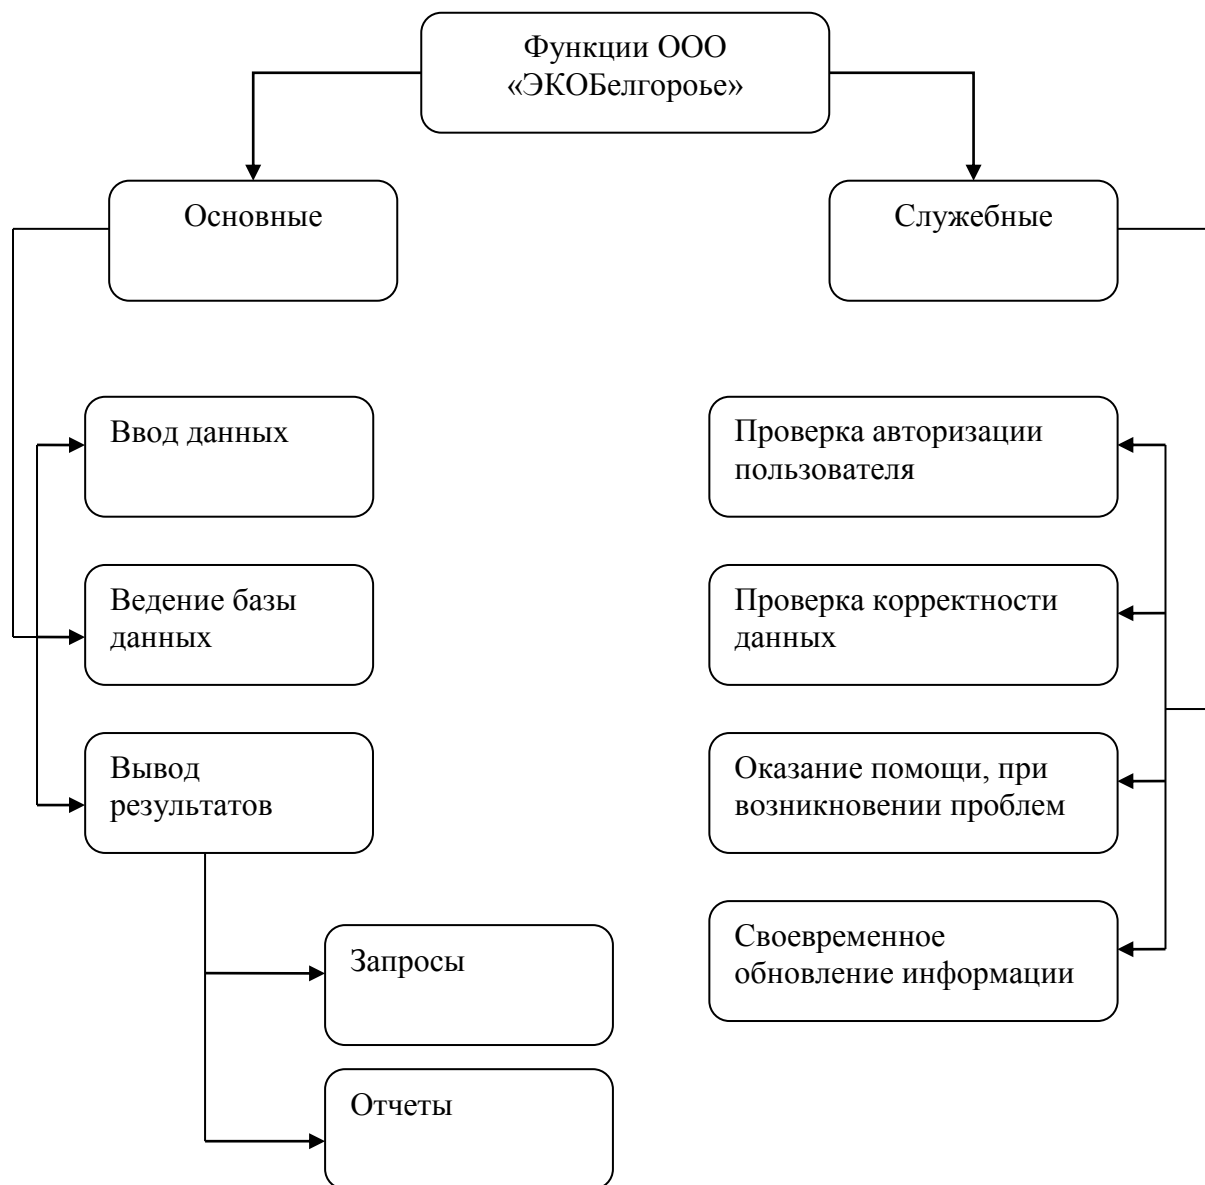 Функции ООО
«ЭКОБелгороье»
Основные
Служебные
Ввод данных
Ведение базы
данных
Вывод
результатов
Запросы
Отчеты
Проверка авторизации
пользователя
Проверка корректности
данных
Оказание помощи, при
возникновении проблем
Своевременное
обновление информации